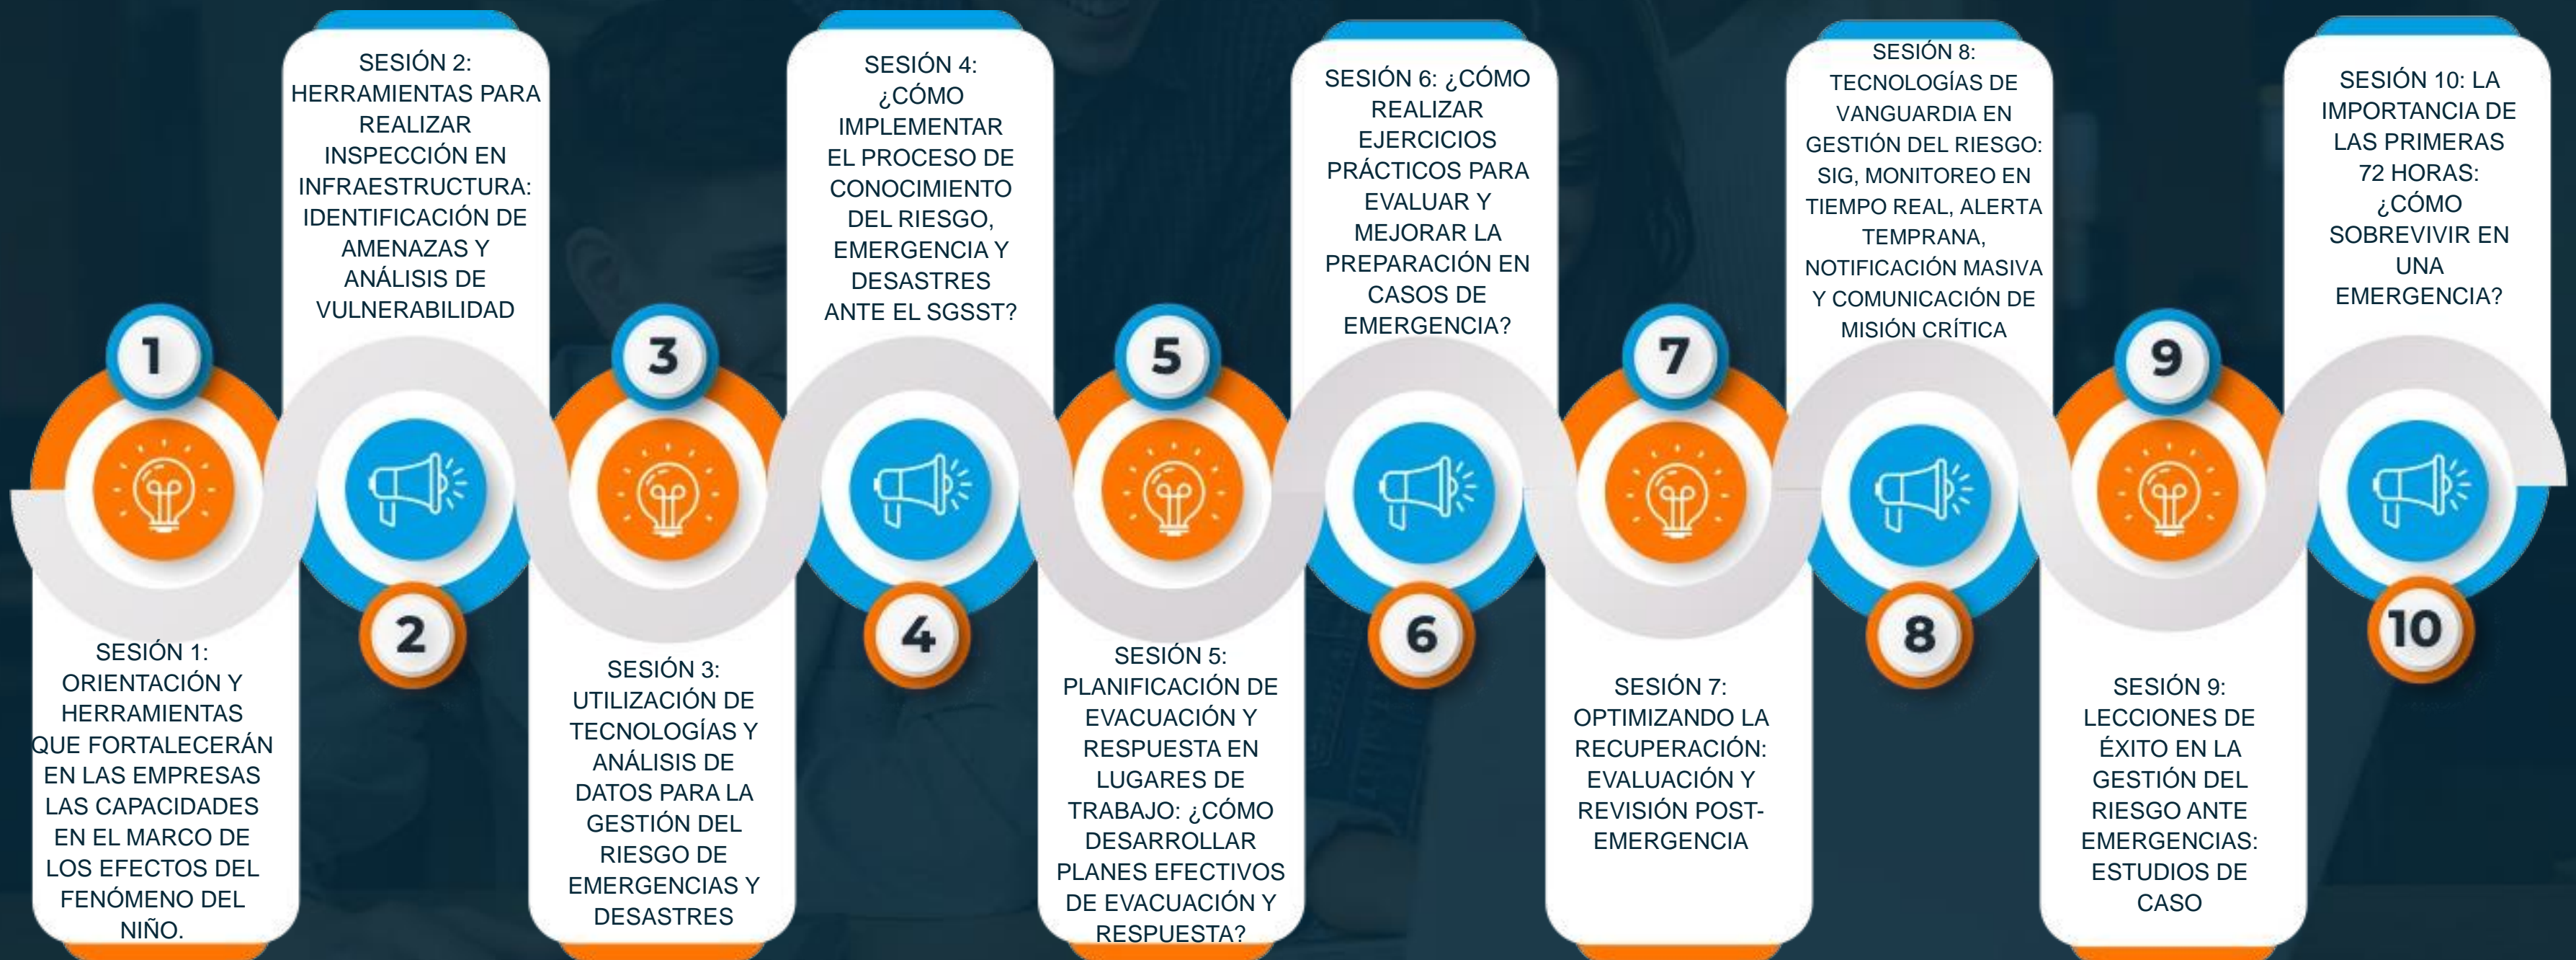 1
SESIÓN 1:
ORIENTACIÓN Y
HERRAMIENTAS
QUE FORTALECERÁN
EN LAS EMPRESAS
LAS CAPACIDADES
EN EL MARCO DE
LOS EFECTOS DEL
FENÓMENO DEL
NIÑO.
SESIÓN 2:
HERRAMIENTAS PARA
REALIZAR
INSPECCIÓN EN
INFRAESTRUCTURA:
IDENTIFICACIÓN DE
AMENAZAS Y
ANÁLISIS DE
VULNERABILIDAD
2
3
SESIÓN 3:
UTILIZACIÓN DE
TECNOLOGÍAS Y
ANÁLISIS DE
DATOS PARA LA
GESTIÓN DEL
RIESGO DE
EMERGENCIAS Y
DESASTRES
SESIÓN 4:
¿CÓMO
IMPLEMENTAR
EL PROCESO DE
CONOCIMIENTO
DEL RIESGO,
EMERGENCIA Y
DESASTRES
ANTE EL SGSST?
4
5
SESIÓN 5:
PLANIFICACIÓN DE
EVACUACIÓN Y
RESPUESTA EN
LUGARES DE
TRABAJO: ¿CÓMO
DESARROLLAR
PLANES EFECTIVOS
DE EVACUACIÓN Y
RESPUESTA?
SESIÓN 6: ¿CÓMO
REALIZAR
EJERCICIOS
PRÁCTICOS PARA
EVALUAR Y
MEJORAR LA
PREPARACIÓN EN
CASOS DE
EMERGENCIA?
6
7
SESIÓN 7:
OPTIMIZANDO LA
RECUPERACIÓN:
EVALUACIÓN Y
REVISIÓN POST-
EMERGENCIA
SESIÓN 8:
TECNOLOGÍAS DE
VANGUARDIA EN
GESTIÓN DEL RIESGO:
SIG, MONITOREO EN
TIEMPO REAL, ALERTA
TEMPRANA,
NOTIFICACIÓN MASIVA
Y COMUNICACIÓN DE
MISIÓN CRÍTICA
8
9
SESIÓN 9:
LECCIONES DE
ÉXITO EN LA
GESTIÓN DEL
RIESGO ANTE
EMERGENCIAS:
ESTUDIOS DE
CASO
SESIÓN 10: LA
IMPORTANCIA DE
LAS PRIMERAS
72 HORAS:
¿CÓMO
SOBREVIVIR EN
UNA
EMERGENCIA?
10